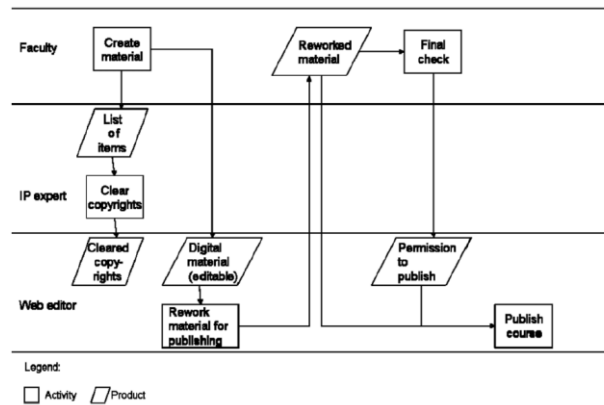 Faculty
Create
material
Reworked
material
Final
check
List
of
items
IP expert
Clear
copyrights
Cleared
copy-
rights
Digital
material
(editable)
Permission
to
publish
Web editor
Rework
material for
publishing
Publish
course
Legend:
Activity
Product